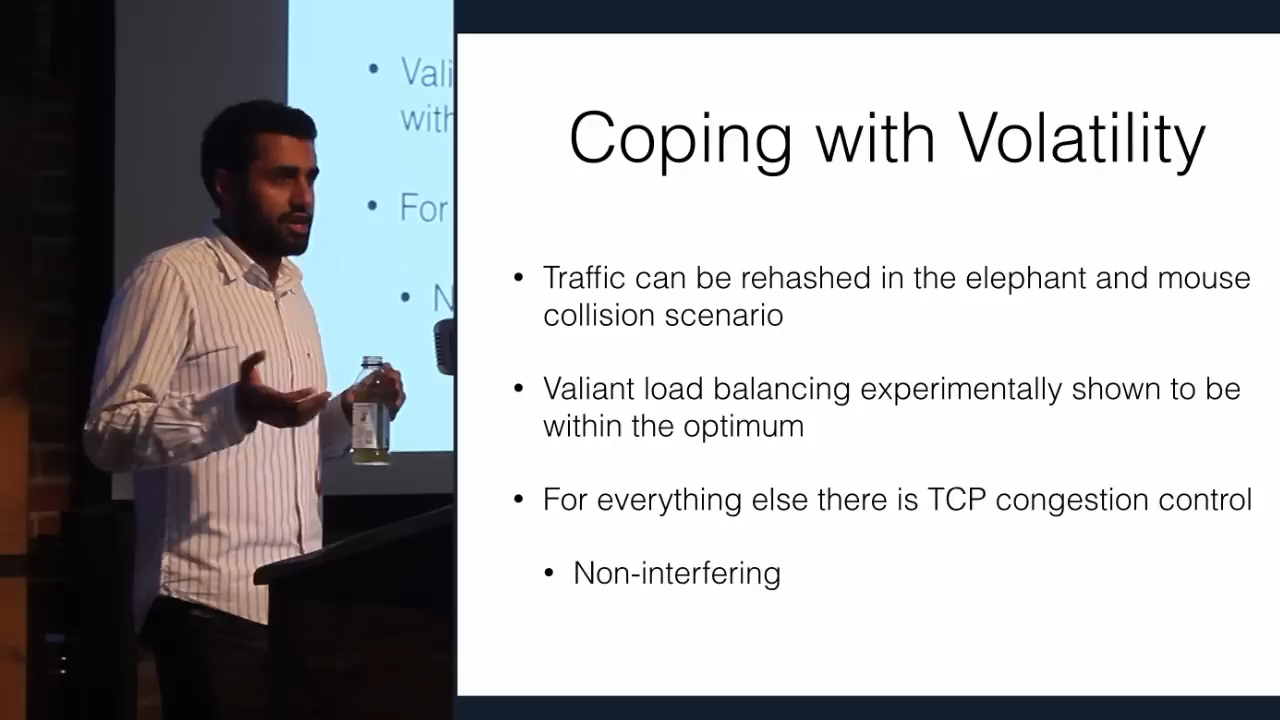 Coping with Volatility
• Traffic can be rehashed in the elephant and mouse
collision scenario
• Valiant load balancing experimentally shown to be
within the optimum
• For everything else there is TCP congestion control
• Non-interfering
• Vali
with
• For
• N